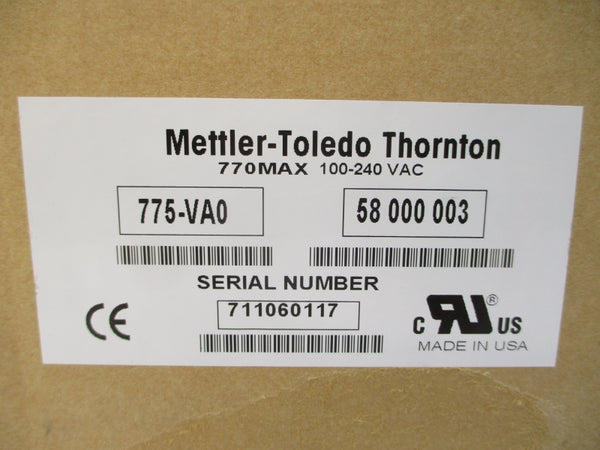 Mettler-Toledo Thornton
770MAX 100-240 VAC
775-VA0 58 000 003
SERIAL NUMBER
711060117
CE
C RU ® US
MADE IN USA